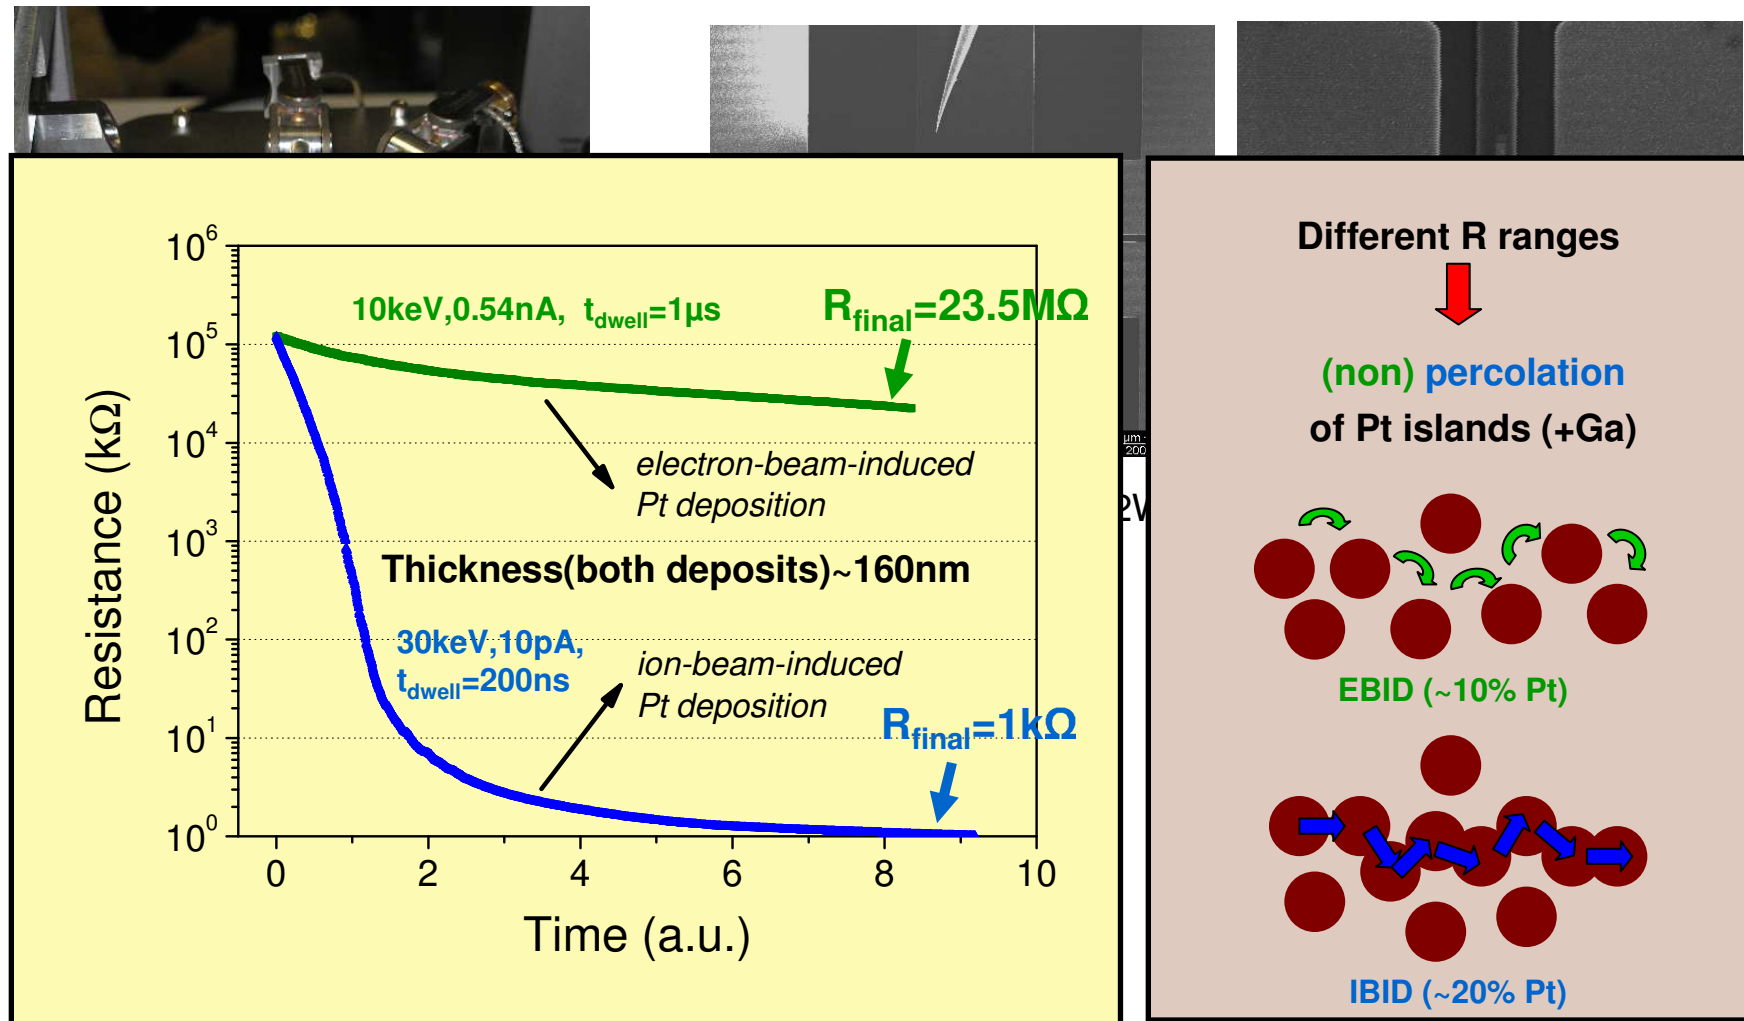 10⁶
10⁵
10⁴
10³
10²
10¹
10⁰
Resistance (kΩ)
10keV,0.54nA, t_dwell=1µs
R_final=23.5MΩ
electron-beam-induced
Pt deposition
Thickness(both deposits)~160nm
30keV,10pA,
t_dwell=200ns
ion-beam-induced
Pt deposition
R_final=1kΩ
0 2 4 6 8 10
Time (a.u.)
µm
200
Different R ranges
(non) percolation
of Pt islands (+Ga)
EBID (~10% Pt)
IBID (~20% Pt)